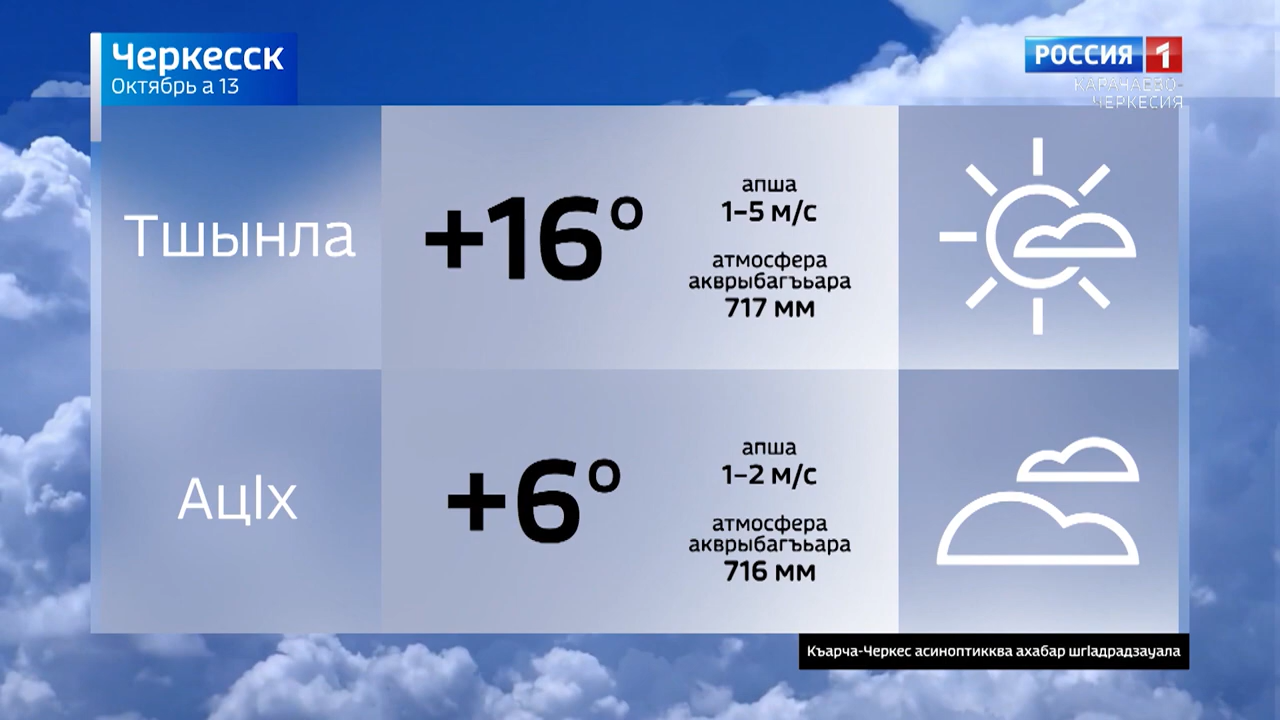 Черкесск
Октябрь а 13
РОССИЯ 1
КАРАЧАЕВО-
ЧЕРКЕСИЯ
Тшынла
+16°
апша
1–5 м/с
атмосфера
акврыбагъьара
717 мм
АцӀх
+6°
апша
1–2 м/с
атмосфера
акврыбагъьара
716 мм
Къарча-Черкес асиноптикква ахабар шгӀадрадзауала